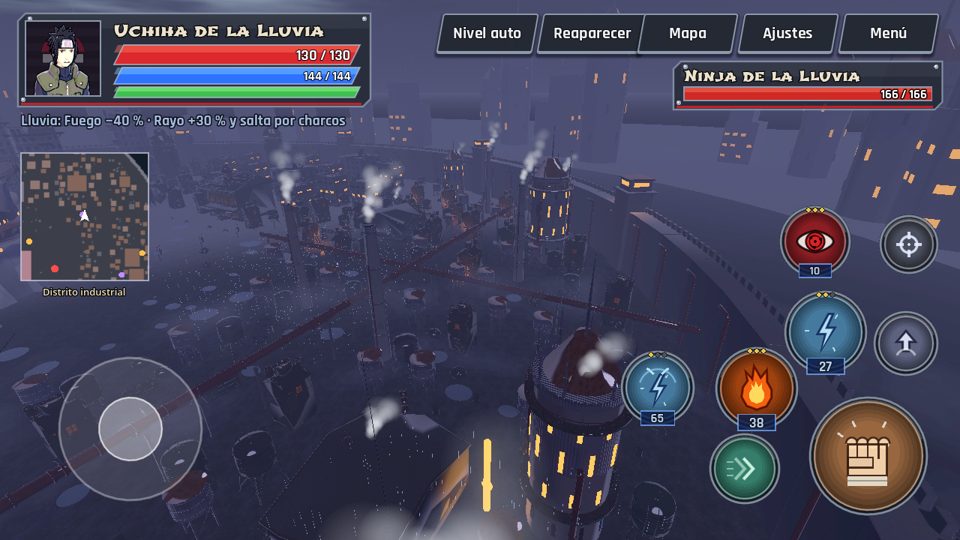 Uchiha de la Lluvia
130 / 130
144 / 144
Lluvia: Fuego −40 % · Rayo +30 % y salta por charcos
Nivel auto
Reaparecer
Mapa
Ajustes
Menú
Ninja de la Lluvia
166 / 166
Distrito industrial
10
27
65
38